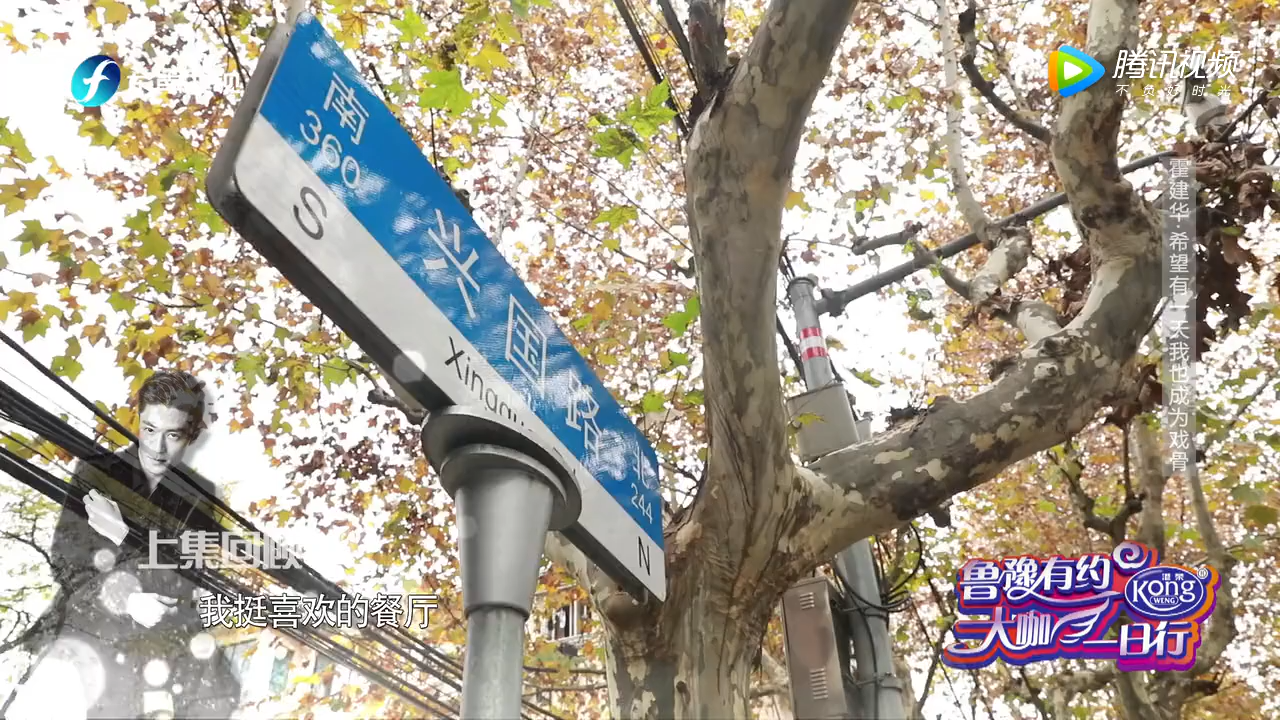 南
360
S
兴国路
北
244
N
腾讯视频
不负好时光
霍建华·希望有一天我也成为戏骨
上集回顾
我挺喜欢的餐厅
鲁豫有约
大咖一日行
Kong
WENG